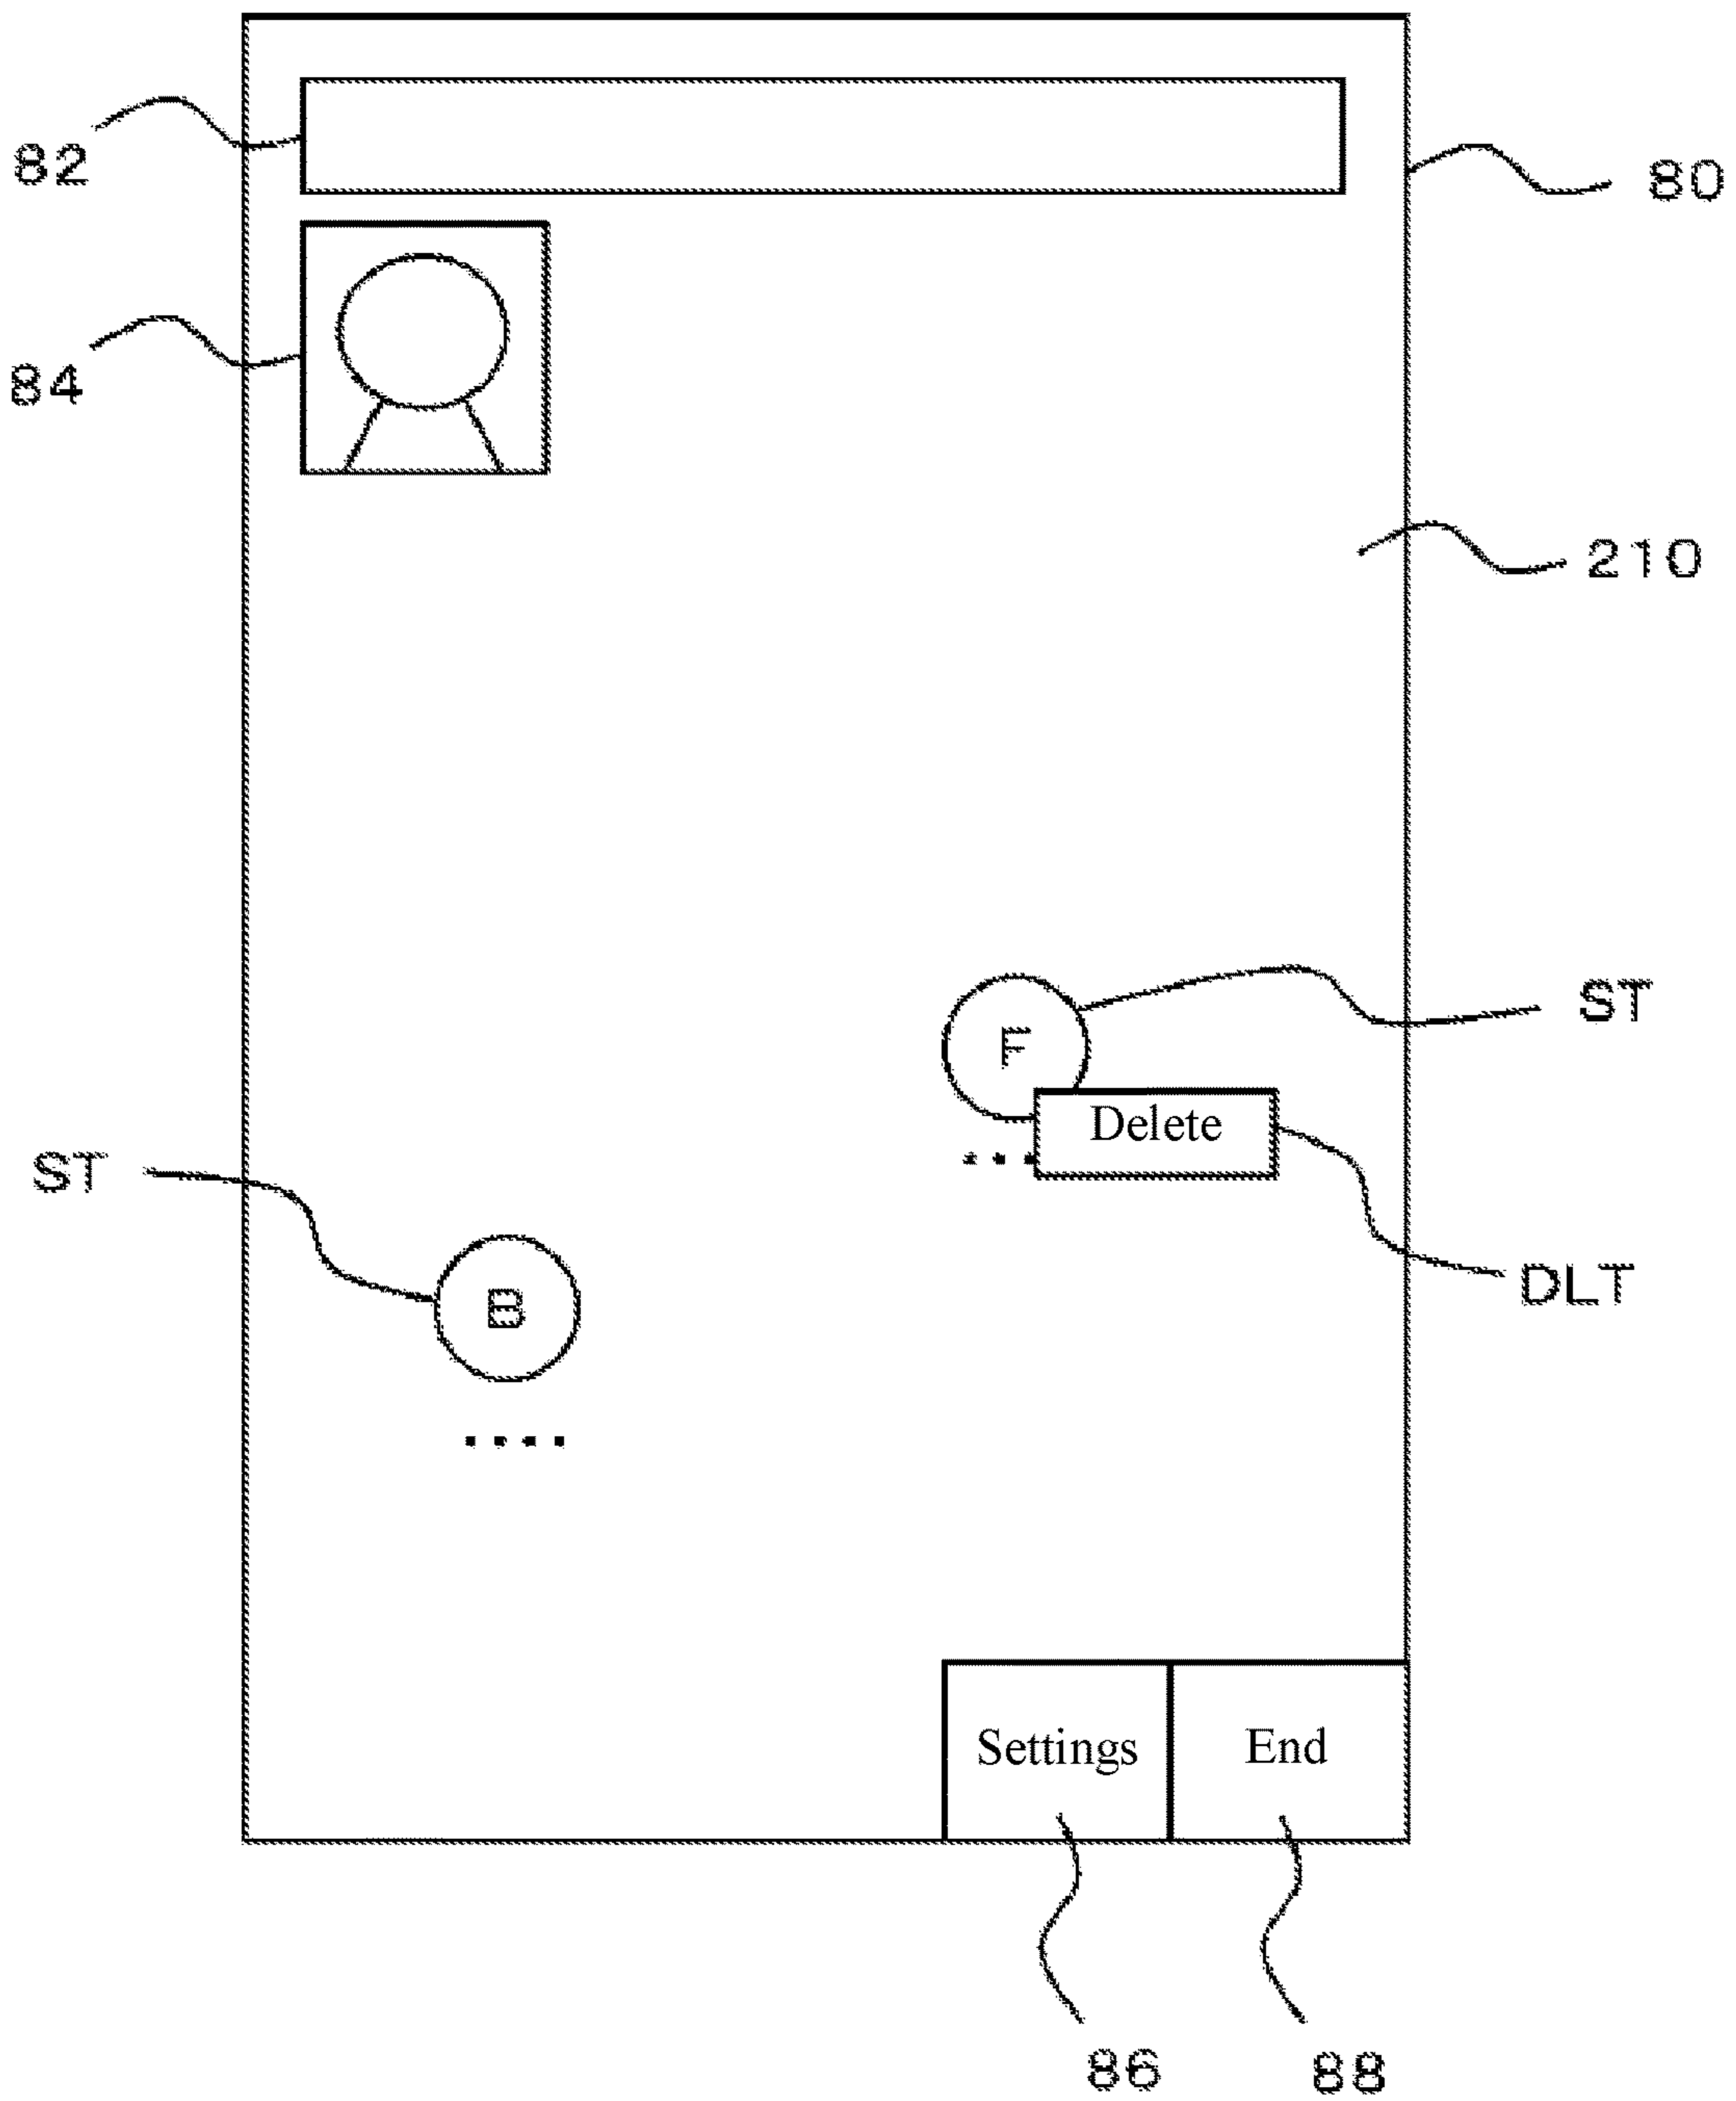 82
80
84
210
ST
F
Delete
...
ST
DLT
B
....
Settings
End
86
88